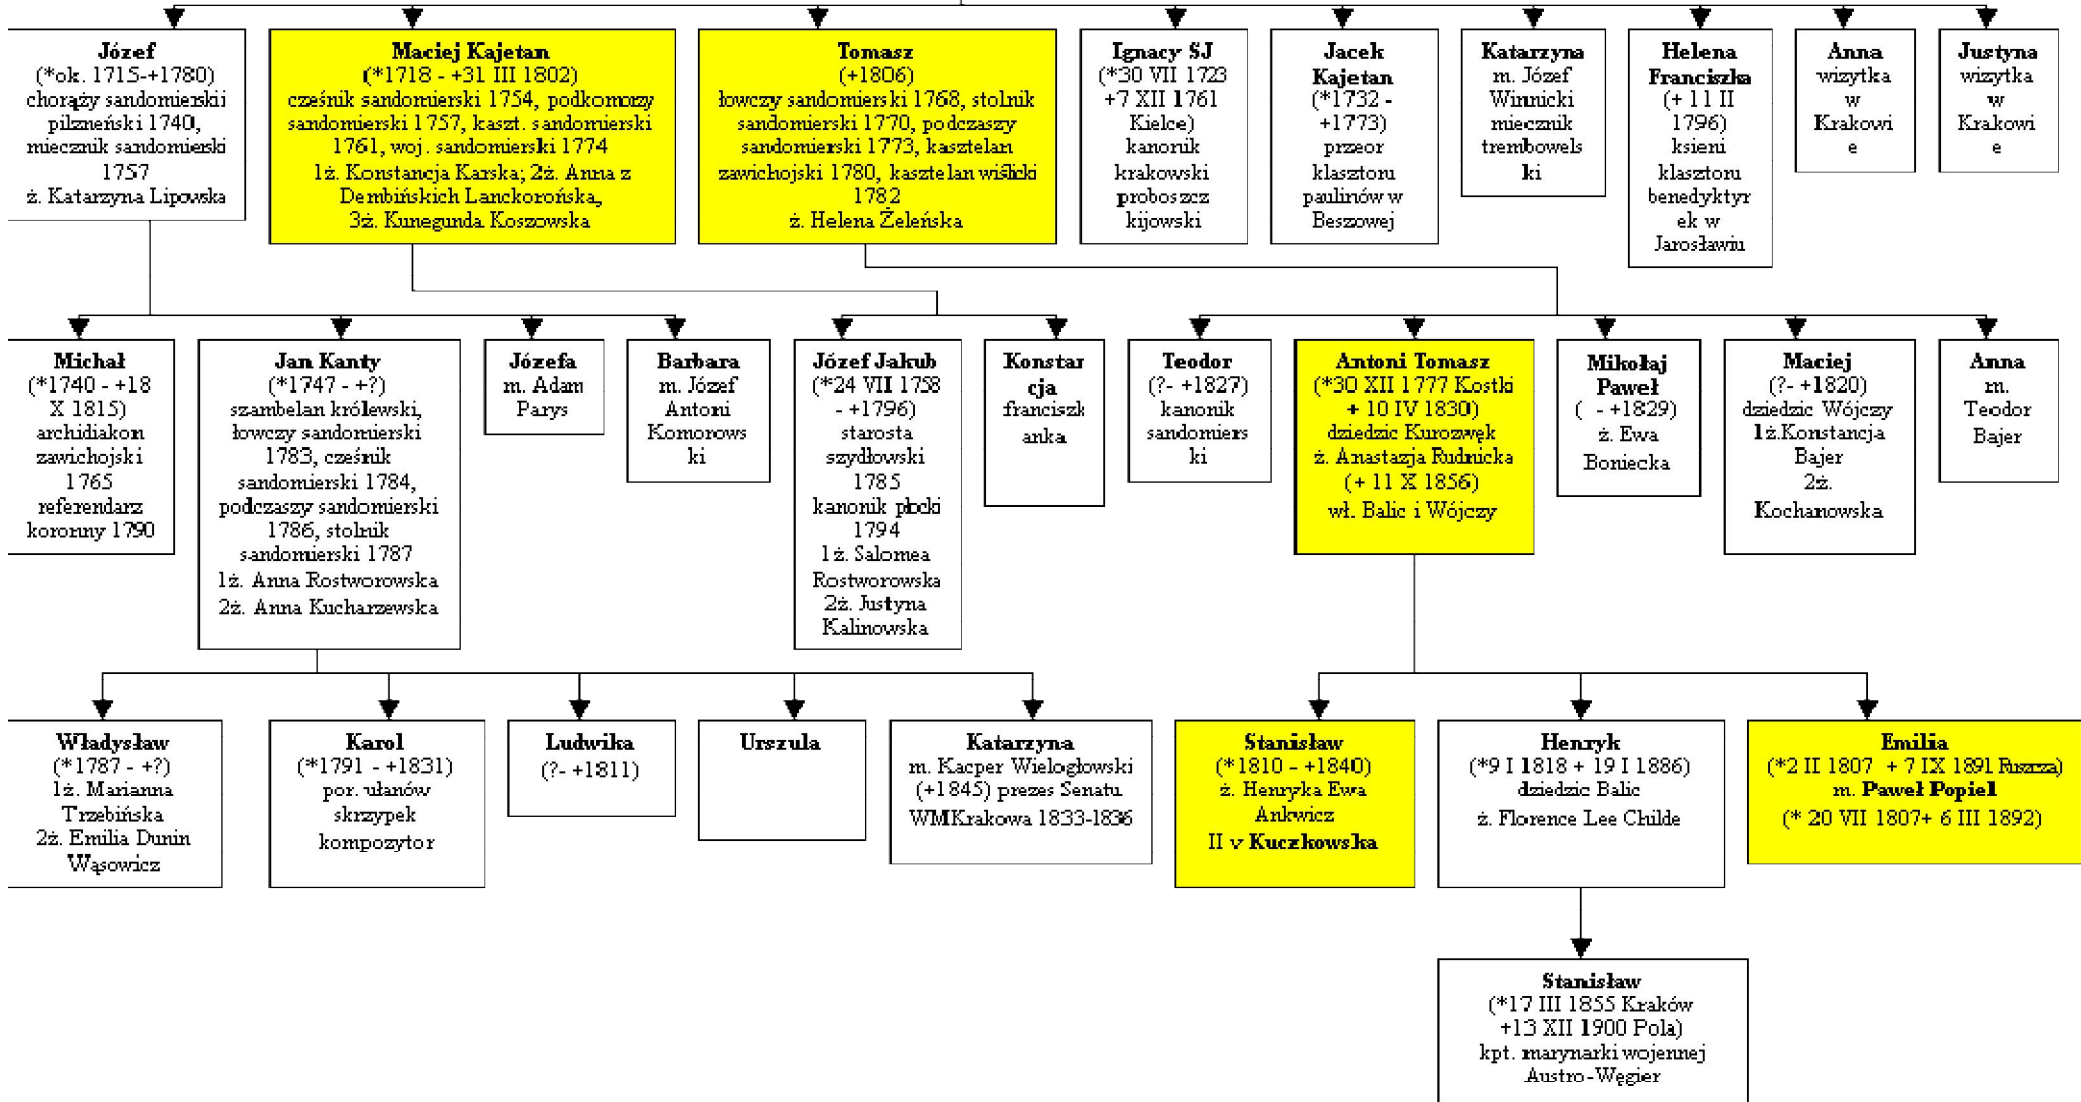 Józef
(*ok. 1715-+1780)
chorąży sandomierskii
pilzneński 1740,
miecznik sandomierski
1757
ż. Katarzyna Lipowska
Maciej Kajetan
(*1718 - +31 III 1802)
cześnik sandomierski 1754, podkomorzy
sandomierski 1757, kaszt. sandomierski
1761, woj. sandomierski 1774
1ż. Konstancja Karska; 2ż. Anna z
Dembińskich Lanckorońska,
3ż. Kunegunda Koszowska
Tomasz
(+1806)
łowczy sandomierski 1768, stolnik
sandomierski 1770, podczaszy
sandomierski 1773, kasztelan
zawichojski 1780, kasztelan wiślicki
1782
ż. Helena Żeleńska
Ignacy SJ
(*30 VII 1723
+7 XII 1761
Kielce)
kanonik
krakowski
proboszcz
kijowski
Jacek
Kajetan
(*1732 -
+1773)
przeor
klasztoru
paulinów w
Beszowej
Katarzyna
m. Józef
Winnicki
miecznik
trembowels
ki
Helena
Franciszka
(+ 11 II
1796)
ksieni
klasztoru
benedyktyr
ek w
Jarosławiu
Anna
wizytka
w
Krakowi
e
Justyna
wizytka
w
Krakowi
e
Michał
(*1740 - +18
X 1815)
archidiakon
zawichojski
1765
referendarz
koronny 1790
Jan Kanty
(*1747 - +?)
szambelan królewski,
łowczy sandomierski
1783, cześnik
sandomierski 1784,
podczaszy sandomierski
1786, stolnik
sandomierski 1787
1ż. Anna Rostworowska
2ż. Anna Kucharzewska
Józefa
m. Adam
Parys
Barbara
m. Józef
Antoni
Komorows
ki
Józef Jakub
(*24 VII 1758
- +1796)
starosta
szydłowski
1785
kanonik płocki
1794
1ż. Salomea
Rostworowska
2ż. Justyna
Kalinowska
Konstar
cja
franciszk
anka
Teodor
(?- +1827)
kanonik
sandomiers
ki
Antoni Tomasz
(*30 XII 1777 Kostki
+ 10 IV 1830)
dziedzic Kurozwęk
ż. Anastazja Rudnicka
(+ 11 X 1856)
wł. Balic i Wójczy
Mikołaj
Paweł
( - +1829)
ż. Ewa
Boniecka
Maciej
(?- +1820)
dziedzic Wójczy
1ż.Konstancja
Bajer
2ż.
Kochanowska
Anna
m.
Teodor
Bajer
Władysław
(*1787 - +?)
1ż. Marianna
Trzebińska
2ż. Emilia Dunin
Wąsowicz
Karol
(*1791 - +1831)
por. ułanów
skrzypek
kompozytor
Ludwika
(?- +1811)
Urszula
Katarzyna
m. Kacper Wielogłowski
(+1845) prezes Senatu
WMKrakowa 1833-1836
Stanisław
(*1810 - +1840)
ż. Henryka Ewa
Ankwicz
II v Kuczkowska
Henryk
(*9 I 1818 + 19 I 1886)
dziedzic Balic
ż. Florence Lee Childe
Emilia
(*2 II 1807 + 7 IX 1891 Ruszcza)
m. Paweł Popiel
(* 20 VII 1807+ 6 III 1892)
Stanisław
(*17 III 1855 Kraków
+13 XII 1900 Pola)
kpt. marynarki wojennej
Austro-Węgier